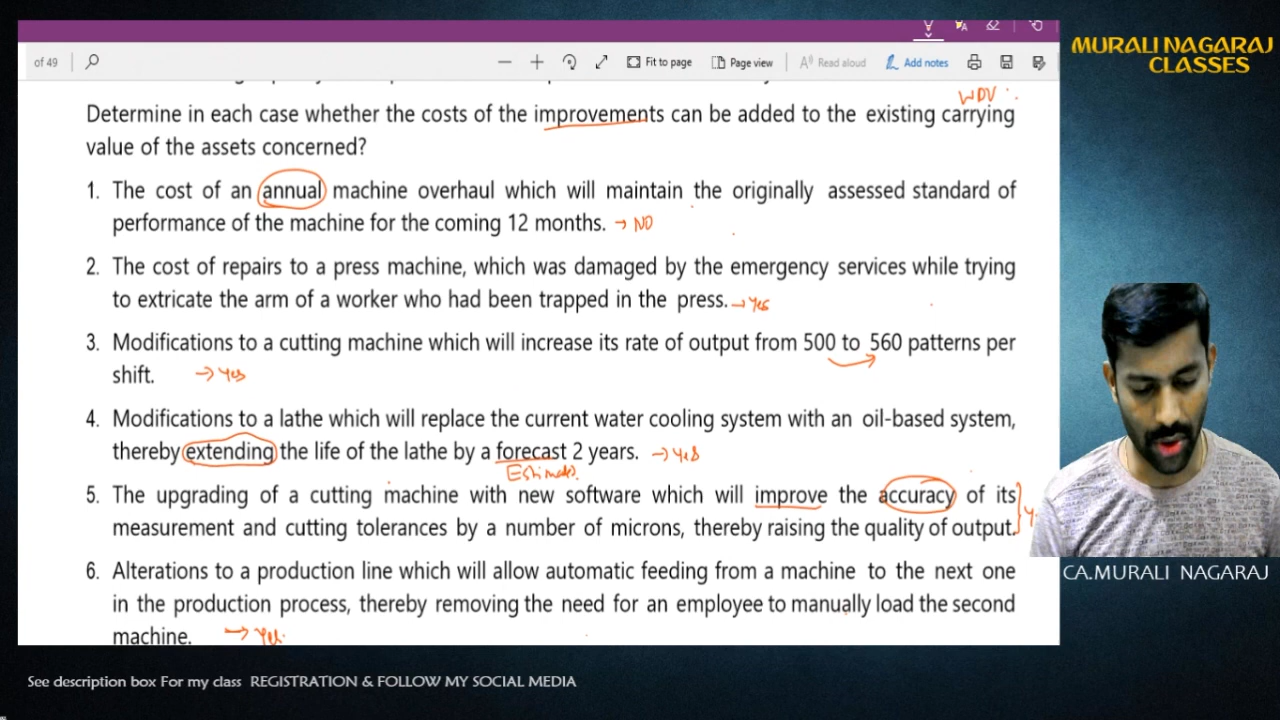 MURALI NAGARAJ
CLASSES
of 49
Fit to page
Page view
Read aloud
Add notes
WDV
Determine in each case whether the costs of the improvements can be added to the existing carrying
value of the assets concerned?
1. The cost of an annual machine overhaul which will maintain the originally assessed standard of
performance of the machine for the coming 12 months. → NO
2. The cost of repairs to a press machine, which was damaged by the emergency services while trying
to extricate the arm of a worker who had been trapped in the press. → Yes
3. Modifications to a cutting machine which will increase its rate of output from 500 to 560 patterns per
shift. → Yes
4. Modifications to a lathe which will replace the current water cooling system with an oil-based system,
thereby extending the life of the lathe by a forecast 2 years. → Yes
5. The upgrading of a cutting machine with new software which will improve the accuracy of its
measurement and cutting tolerances by a number of microns, thereby raising the quality of output.
6. Alterations to a production line which will allow automatic feeding from a machine to the next one
in the production process, thereby removing the need for an employee to manually load the second
machine. → Yes
CA.MURALI NAGARAJ
See description box For my class REGISTRATION & FOLLOW MY SOCIAL MEDIA